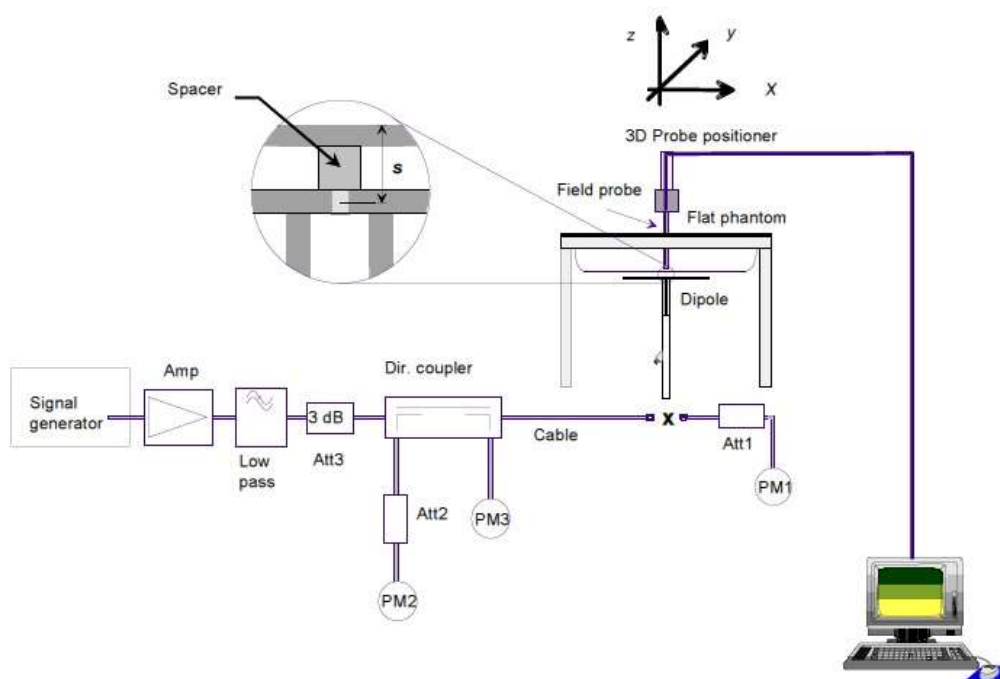 z
y
X
Spacer
s
3D Probe positioner
Field probe
Flat phantom
Dipole
Signal
generator
Amp
Low
pass
3 dB
Att3
Dir. coupler
Cable
X
Att1
PM1
Att2
PM3
PM2